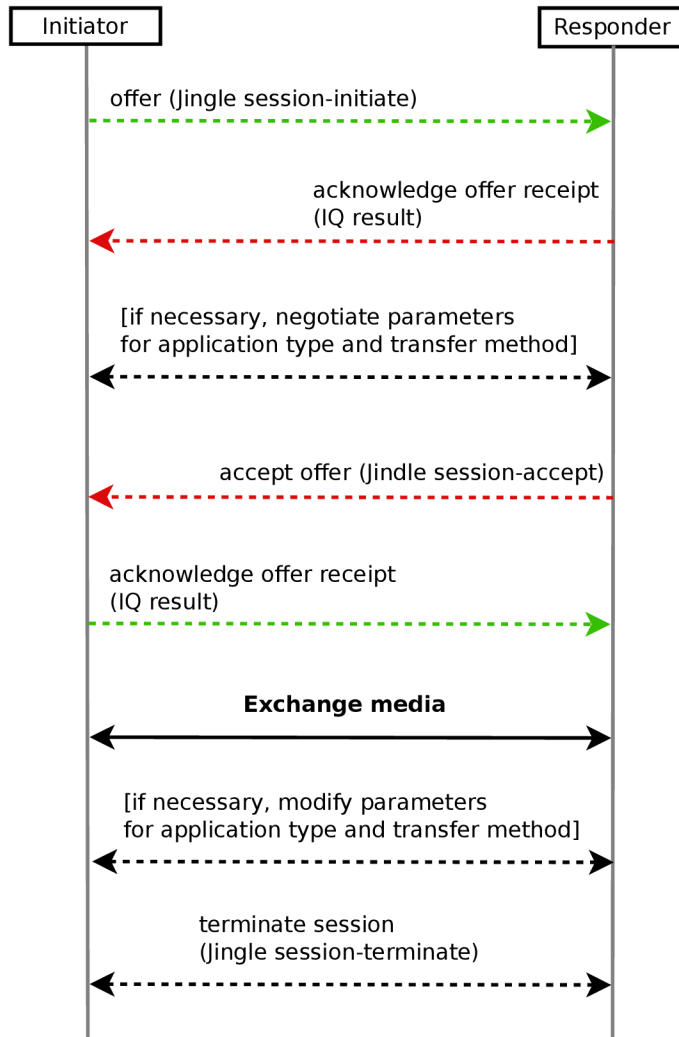 Initiator
Responder
offer (Jingle session-initiate)
acknowledge offer receipt
(IQ result)
[if necessary, negotiate parameters
for application type and transfer method]
accept offer (Jindle session-accept)
acknowledge offer receipt
(IQ result)
Exchange media
[if necessary, modify parameters
for application type and transfer method]
terminate session
(Jingle session-terminate)